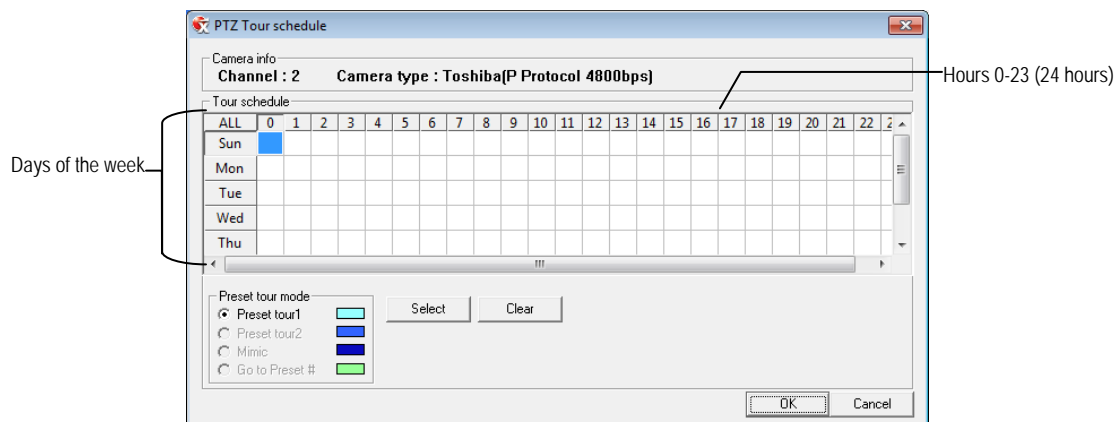 PTZ Tour schedule
Camera info
Channel : 2 Camera type : Toshiba(P Protocol 4800bps)
Hours 0-23 (24 hours)
Tour schedule
ALL 0 1 2 3 4 5 6 7 8 9 10 11 12 13 14 15 16 17 18 19 20 21 22
Sun
Days of the week
Mon
Tue
Wed
Thu
Preset tour mode
Preset tour1
Select
Clear
Preset tour2
Mimic
Go to Preset #
OK
Cancel